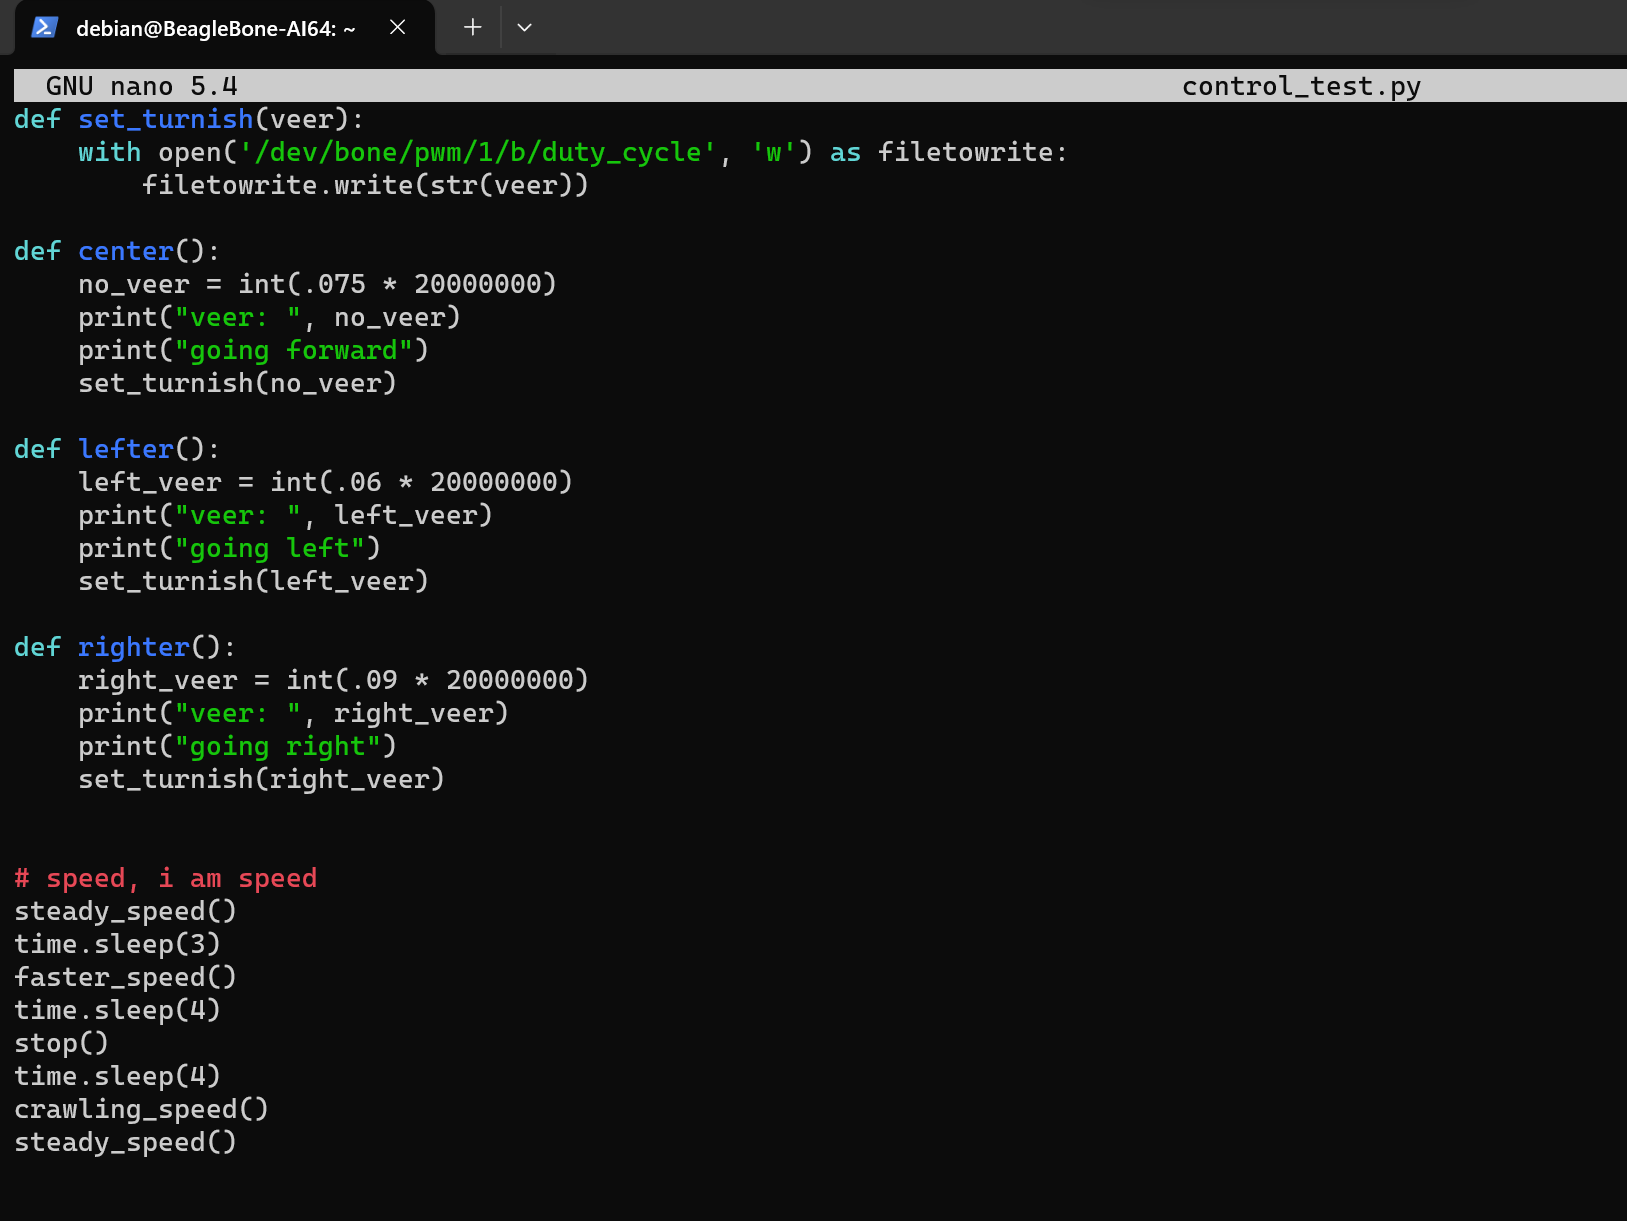 debian@BeagleBone-AI64: ~
GNU nano 5.4 control_test.py
def set_turnish(veer):
    with open('/dev/bone/pwm/1/b/duty_cycle', 'w') as filetowrite:
        filetowrite.write(str(veer))

def center():
    no_veer = int(.075 * 20000000)
    print("veer: ", no_veer)
    print("going forward")
    set_turnish(no_veer)

def lefter():
    left_veer = int(.06 * 20000000)
    print("veer: ", left_veer)
    print("going left")
    set_turnish(left_veer)

def righter():
    right_veer = int(.09 * 20000000)
    print("veer: ", right_veer)
    print("going right")
    set_turnish(right_veer)


# speed, i am speed
steady_speed()
time.sleep(3)
faster_speed()
time.sleep(4)
stop()
time.sleep(4)
crawling_speed()
steady_speed()